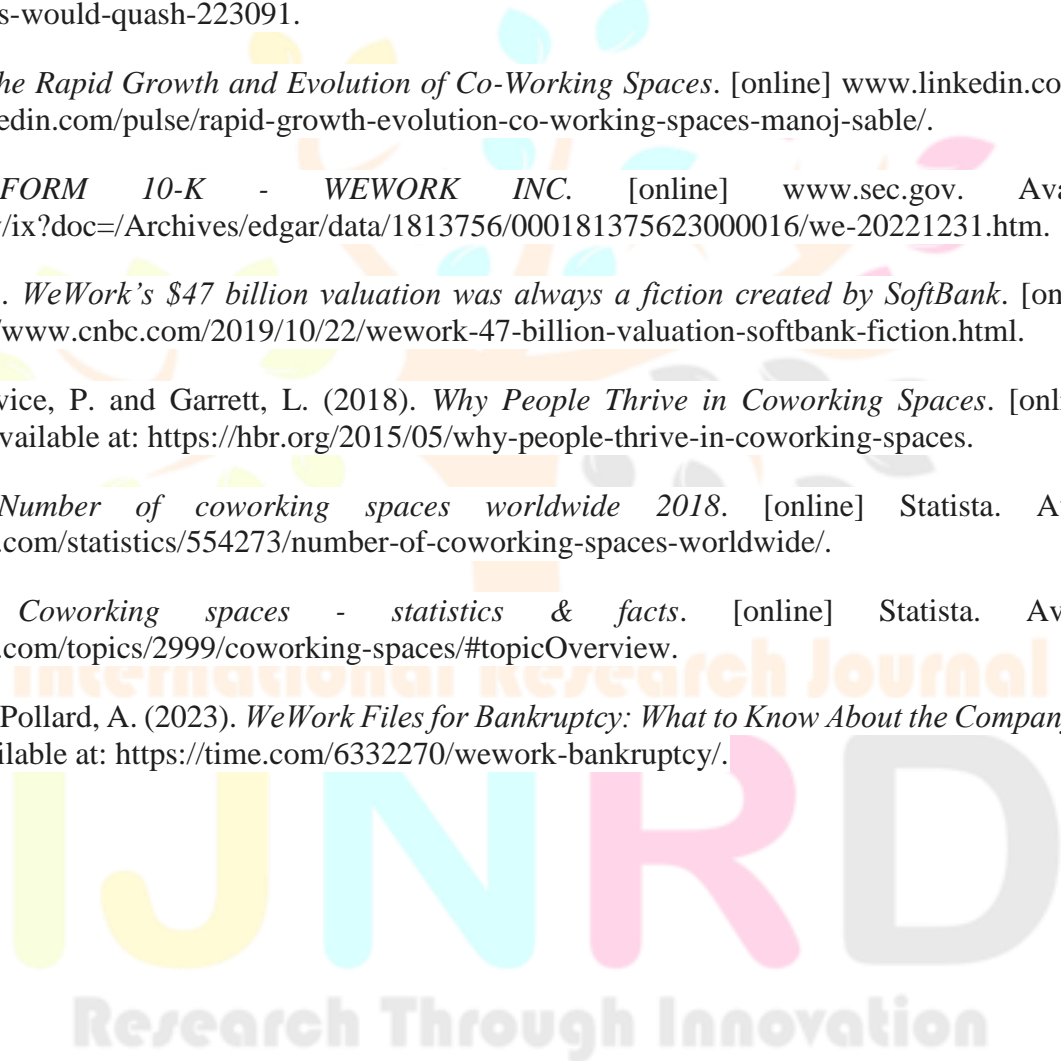 s-would-quash-223091.
he Rapid Growth and Evolution of Co-Working Spaces. [online] www.linkedin.co
edin.com/pulse/rapid-growth-evolution-co-working-spaces-manoj-sable/.
FORM 10-K - WEWORK INC. [online] www.sec.gov. Ava
/ix?doc=/Archives/edgar/data/1813756/000181375623000016/we-20221231.htm.
. WeWork’s $47 billion valuation was always a fiction created by SoftBank. [on
/www.cnbc.com/2019/10/22/wework-47-billion-valuation-softbank-fiction.html.
vice, P. and Garrett, L. (2018). Why People Thrive in Coworking Spaces. [onli
vailable at: https://hbr.org/2015/05/why-people-thrive-in-coworking-spaces.
Number of coworking spaces worldwide 2018. [online] Statista. A
.com/statistics/554273/number-of-coworking-spaces-worldwide/.
Coworking spaces - statistics & facts. [online] Statista. Av
.com/topics/2999/coworking-spaces/#topicOverview.
International Research Journal
Pollard, A. (2023). WeWork Files for Bankruptcy: What to Know About the Company
ilable at: https://time.com/6332270/wework-bankruptcy/.
IJNRD
Research Through Innovation